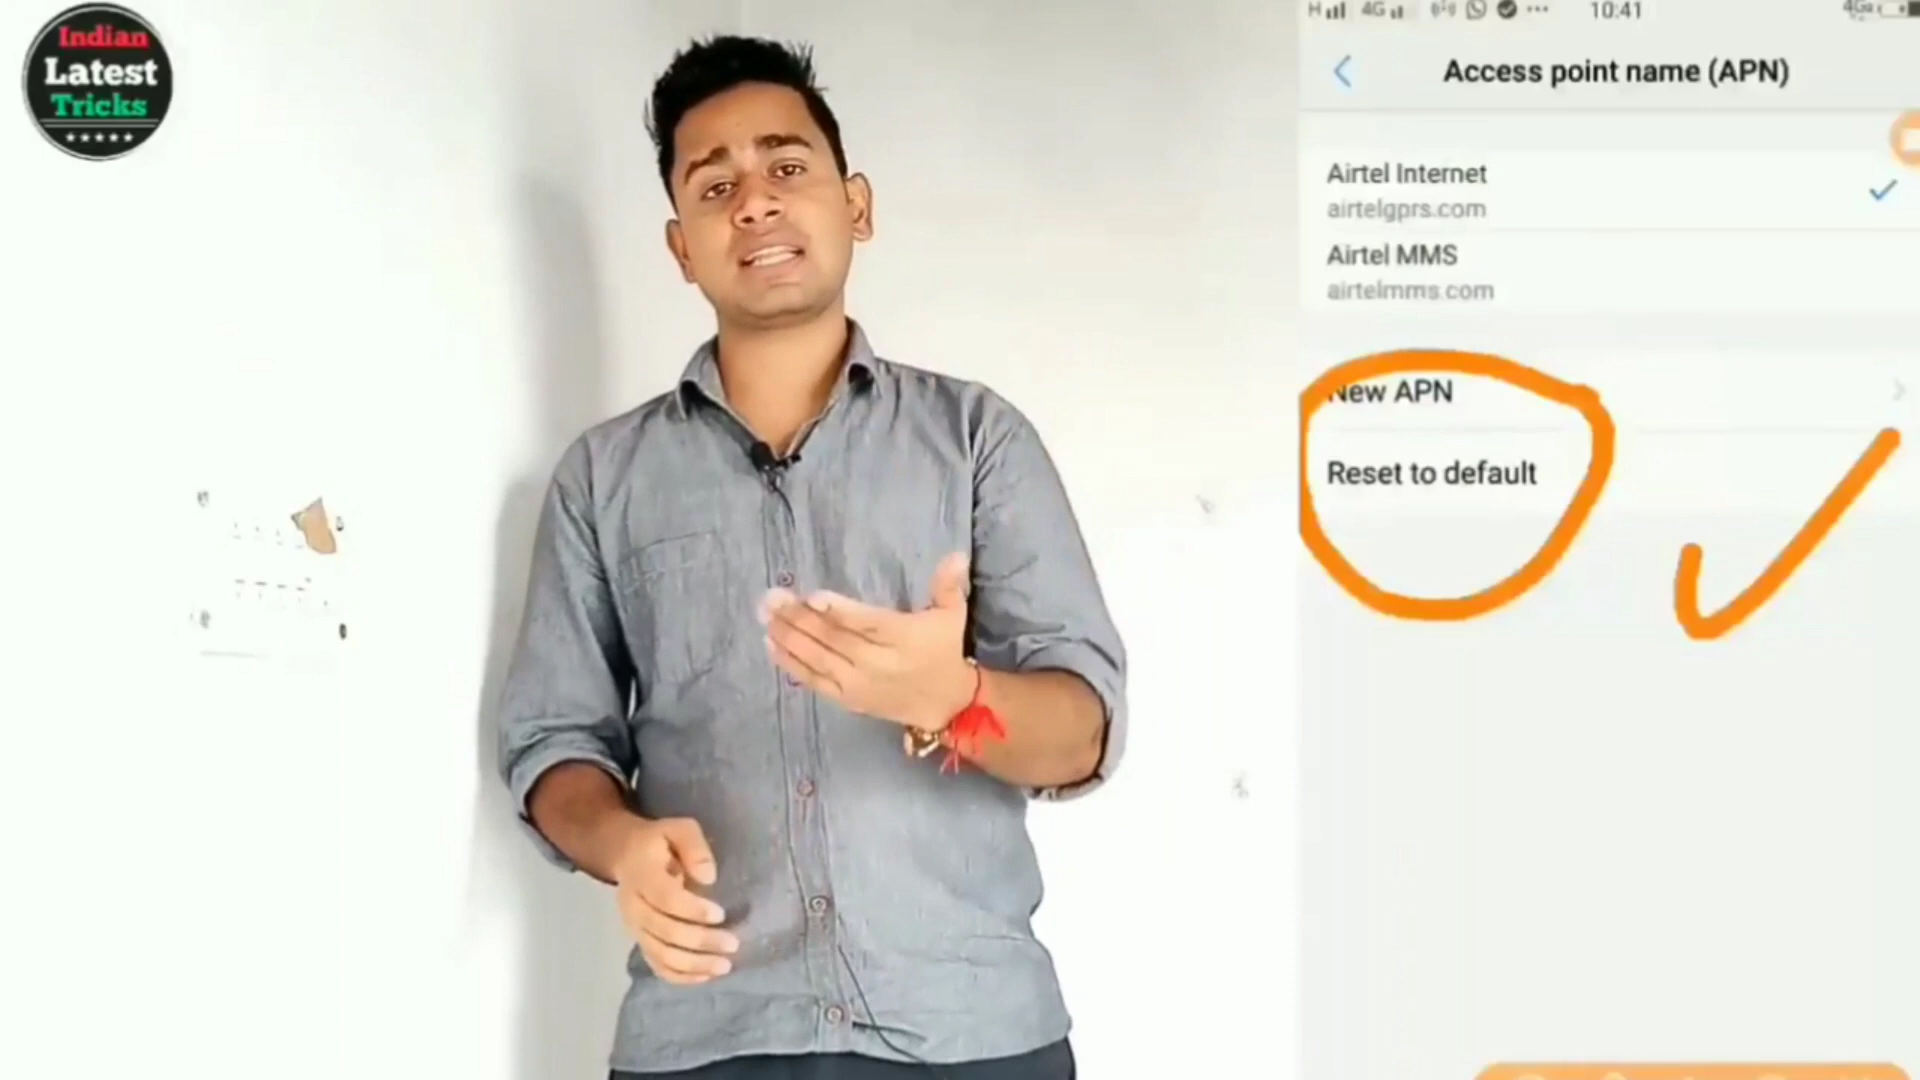 Indian
Latest
Tricks
10:41
Access point name (APN)
Airtel Internet
airtelgprs.com
Airtel MMS
airtelmms.com
New APN
Reset to default